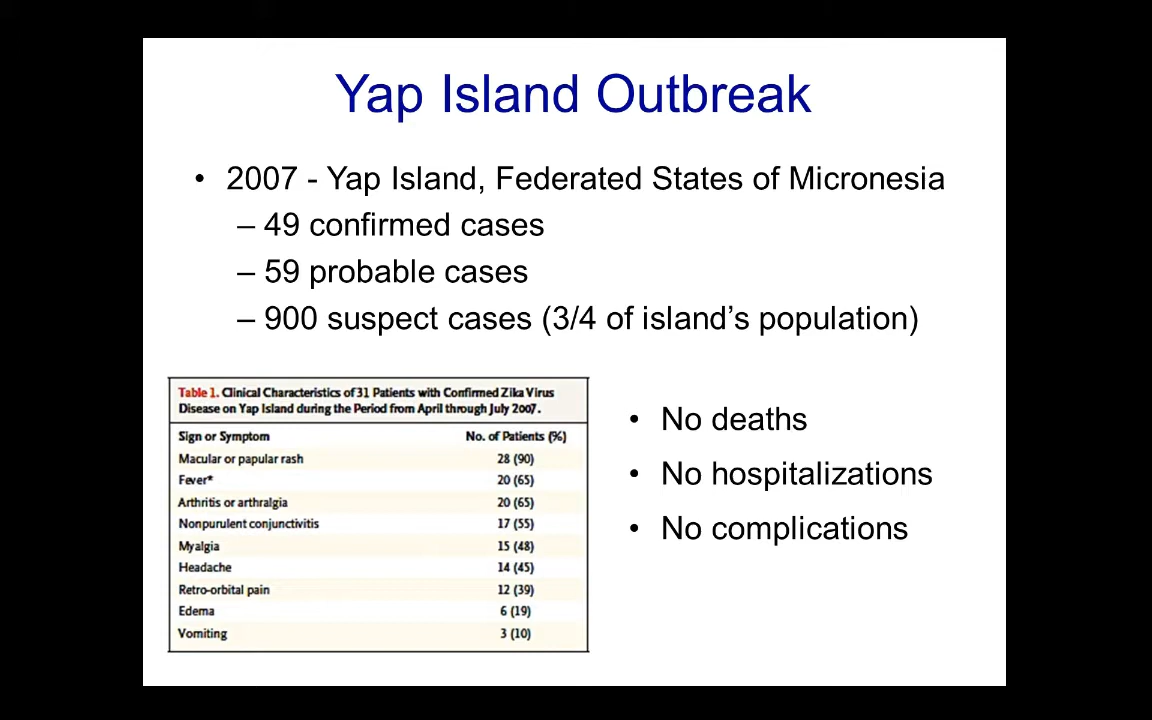 Yap Island Outbreak
• 2007 - Yap Island, Federated States of Micronesia
– 49 confirmed cases
– 59 probable cases
– 900 suspect cases (3/4 of island’s population)
Table 1. Clinical Characteristics of 31 Patients with Confirmed Zika Virus
Disease on Yap Island during the Period from April through July 2007.
Sign or Symptom No. of Patients (%)
Macular or papular rash 28 (90)
Fever* 20 (65)
Arthritis or arthralgia 20 (65)
Nonpurulent conjunctivitis 17 (55)
Myalgia 15 (48)
Headache 14 (45)
Retro-orbital pain 12 (39)
Edema 6 (19)
Vomiting 3 (10)
• No deaths
• No hospitalizations
• No complications